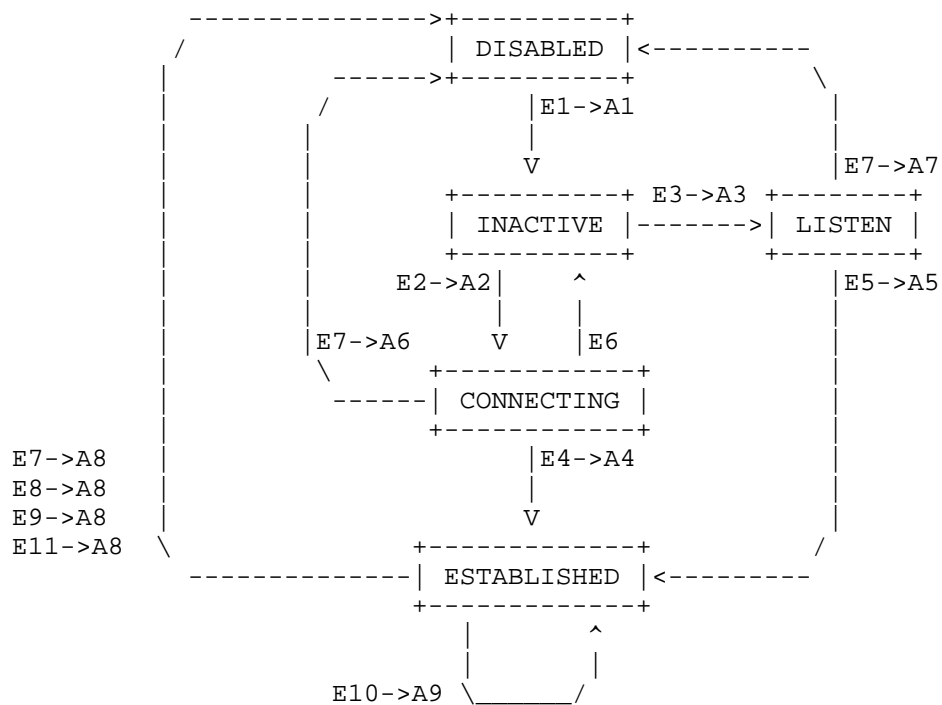 DISABLED
E1->A1
E7->A7
E3->A3
INACTIVE LISTEN
E2->A2 E5->A5
E7->A6 V E6
CONNECTING
E7->A8 E4->A4
E8->A8
E9->A8 V
E11->A8
ESTABLISHED
E10->A9